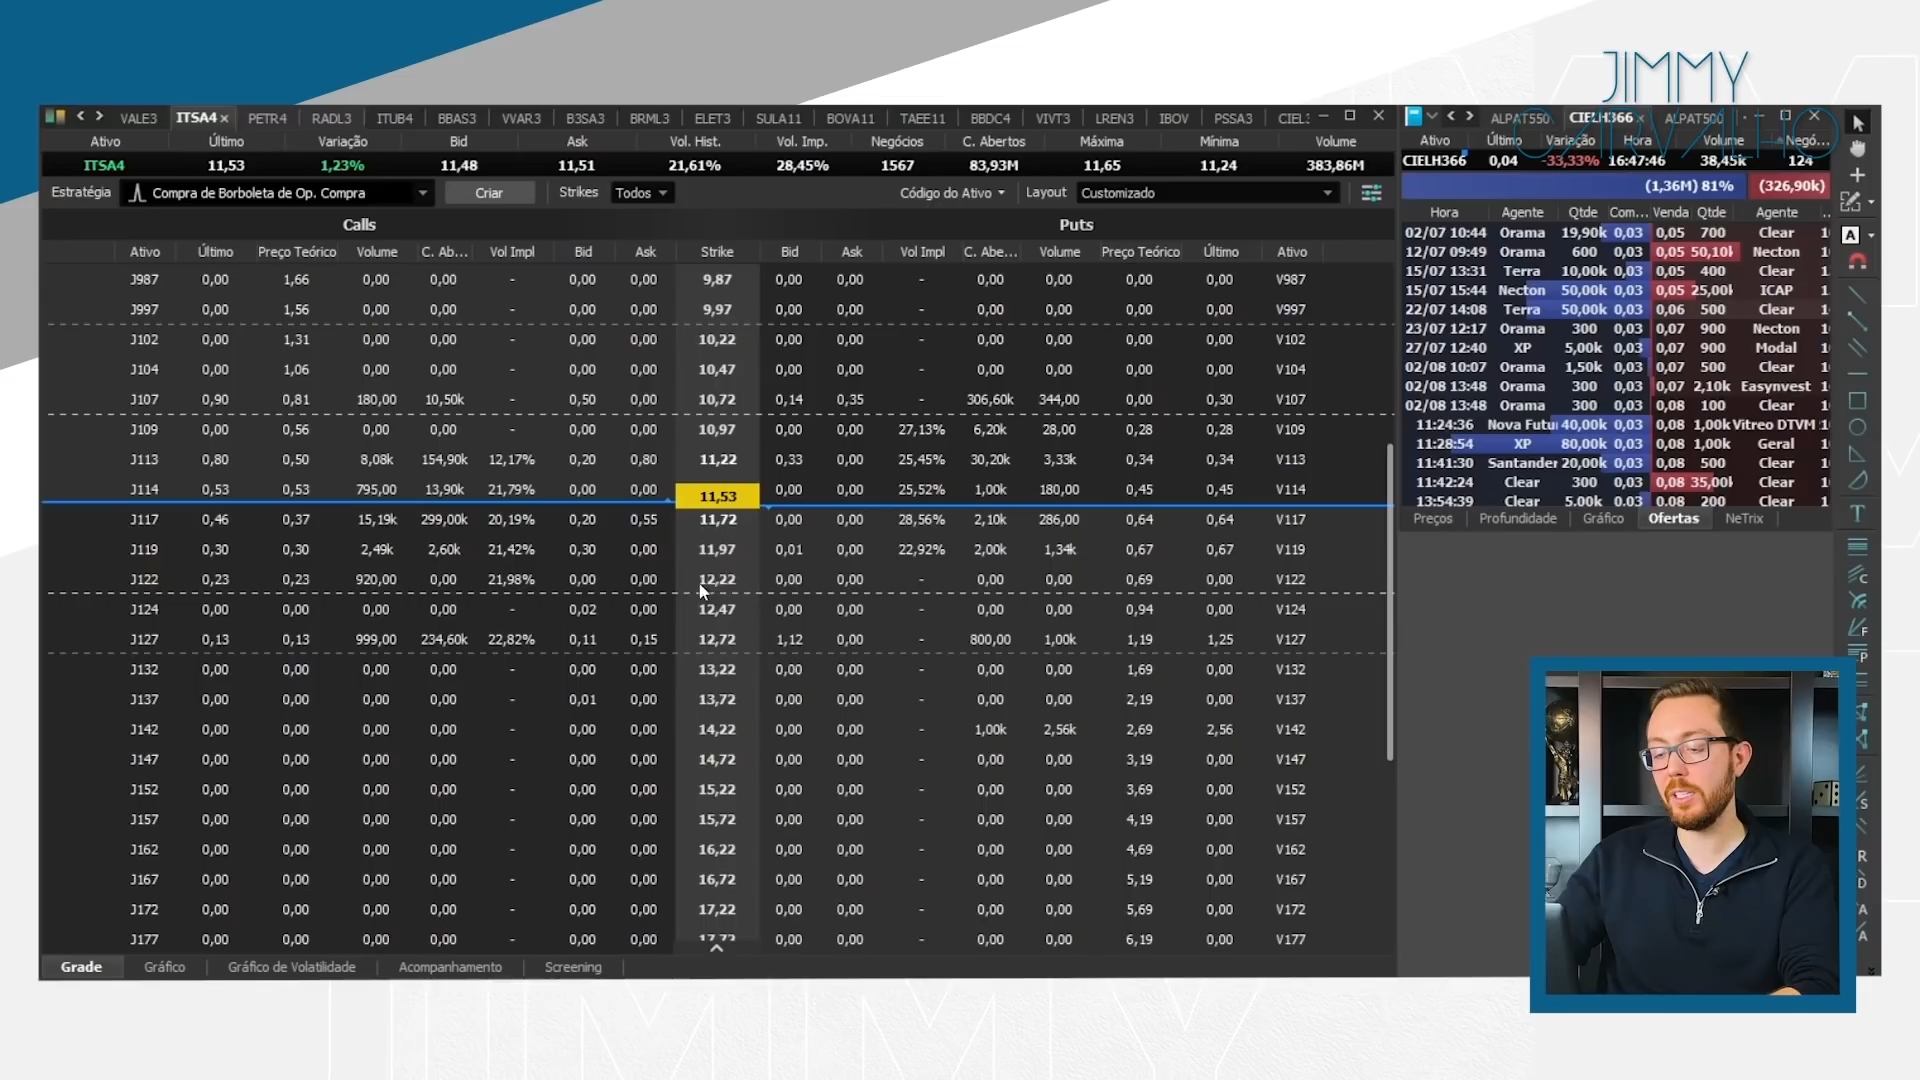 JIMMY
CARVALHO
VALE3 ITSA4 PETR4 RADL3 ITUB4 BBAS3 VVAR3 B3SA3 BRML3 ELET3 SULA11 BOVA11 TAEE11 BBDC4 VIVT3 LREN3 IBOV PSSA3 CIEL3
Ativo Último Variação Bid Ask Vol. Hist. Vol. Imp. Negócios C. Abertos Máxima Mínima Volume
ITSA4 11,53 1,23% 11,48 11,51 21,61% 28,45% 1567 83,93M 11,65 11,24 383,86M
Estratégia Compra de Borboleta de Op. Compra Criar Strikes Todos Código do Ativo Layout Customizado
Calls Puts
Ativo Último Preço Teórico Volume C. Ab... Vol Impl Bid Ask Strike Bid Ask Vol Impl C. Abe... Volume Preço Teórico Último Ativo
J987 0,00 1,66 0,00 0,00 - 0,00 0,00 9,87 0,00 0,00 - 0,00 0,00 0,00 0,00 V987
J997 0,00 1,56 0,00 0,00 - 0,00 0,00 9,97 0,00 0,00 - 0,00 0,00 0,00 0,00 V997
J102 0,00 1,31 0,00 0,00 - 0,00 0,00 10,22 0,00 0,00 - 0,00 0,00 0,00 0,00 V102
J104 0,00 1,06 0,00 0,00 - 0,00 0,00 10,47 0,00 0,00 - 0,00 0,00 0,00 0,00 V104
J107 0,90 0,81 180,00 10,50k - 0,50 0,00 10,72 0,14 0,35 - 306,60k 344,00 0,00 0,30 V107
J109 0,00 0,56 0,00 0,00 - 0,00 0,00 10,97 0,00 0,00 27,13% 6,20k 28,00 0,28 0,28 V109
J113 0,80 0,50 8,08k 154,90k 12,17% 0,20 0,80 11,22 0,33 0,00 25,45% 30,20k 3,33k 0,34 0,34 V113
J114 0,53 0,53 795,00 13,90k 21,79% 0,00 0,00 11,53 0,00 0,00 25,52% 1,00k 180,00 0,45 0,45 V114
J117 0,46 0,37 15,19k 299,00k 20,19% 0,20 0,55 11,72 0,00 0,00 28,56% 2,10k 286,00 0,64 0,64 V117
J119 0,30 0,30 2,49k 2,60k 21,42% 0,30 0,00 11,97 0,01 0,00 22,92% 2,00k 1,34k 0,67 0,67 V119
J122 0,23 0,23 920,00 0,00 21,98% 0,00 0,00 12,22 0,00 0,00 - 0,00 0,00 0,69 0,00 V122
J124 0,00 0,00 0,00 0,00 - 0,02 0,00 12,47 0,00 0,00 - 0,00 0,00 0,94 0,00 V124
J127 0,13 0,13 999,00 234,60k 22,82% 0,11 0,15 12,72 1,12 0,00 - 800,00 1,00k 1,19 1,25 V127
J132 0,00 0,00 0,00 0,00 - 0,00 0,00 13,22 0,00 0,00 - 0,00 0,00 1,69 0,00 V132
J137 0,00 0,00 0,00 0,00 - 0,01 0,00 13,72 0,00 0,00 - 0,00 0,00 2,19 0,00 V137
J142 0,00 0,00 0,00 0,00 - 0,00 0,00 14,22 0,00 0,00 - 1,00k 2,56k 2,69 2,56 V142
J147 0,00 0,00 0,00 0,00 - 0,00 0,00 14,72 0,00 0,00 - 0,00 0,00 3,19 0,00 V147
J152 0,00 0,00 0,00 0,00 - 0,00 0,00 15,22 0,00 0,00 - 0,00 0,00 3,69 0,00 V152
J157 0,00 0,00 0,00 0,00 - 0,00 0,00 15,72 0,00 0,00 - 0,00 0,00 4,19 0,00 V157
J162 0,00 0,00 0,00 0,00 - 0,00 0,00 16,22 0,00 0,00 - 0,00 0,00 4,69 0,00 V162
J167 0,00 0,00 0,00 0,00 - 0,00 0,00 16,72 0,00 0,00 - 0,00 0,00 5,19 0,00 V167
J172 0,00 0,00 0,00 0,00 - 0,00 0,00 17,22 0,00 0,00 - 0,00 0,00 5,69 0,00 V172
J177 0,00 0,00 0,00 0,00 - 0,00 0,00 17,72 0,00 0,00 - 0,00 0,00 6,19 0,00 V177
Grade Gráfico Gráfico de Volatilidade Acompanhamento Screening
ALPAT550 CIELH366 ALPAT500
Ativo Último Variação Hora Volume Negó...
CIELH366 0,04 -33,33% 16:47:46 38,45k 124
(1,36M) 81% (326,90k)
Hora Agente Qtde Com... Venda Qtde Agente ..
02/07 10:44 Orama 19,90k 0,03 0,05 700 Clear
12/07 09:49 Orama 600 0,03 0,05 50,10k Necton
15/07 13:31 Terra 10,00k 0,03 0,05 400 Clear
15/07 15:44 Necton 50,00k 0,03 0,05 25,00k ICAP
22/07 14:08 Terra 50,00k 0,03 0,06 500 Clear
23/07 12:17 Orama 300 0,03 0,07 900 Necton
27/07 12:40 XP 5,00k 0,03 0,07 900 Modal
02/08 10:07 Orama 1,50k 0,03 0,07 500 Clear
02/08 13:48 Orama 300 0,03 0,07 2,10k Easynvest
02/08 13:48 Orama 300 0,03 0,08 100 Clear
11:24:36 Nova Futu 40,00k 0,03 0,08 1,00k Vitreo DTVM
11:28:54 XP 80,00k 0,03 0,08 1,00k Geral
11:41:30 Santander 20,00k 0,03 0,08 500 Clear
11:42:24 Clear 300 0,03 0,08 35,00k Clear
13:54:39 Clear 5,00k 0,03 0,08 200 Clear
Preços Profundidade Gráfico Ofertas NeTrix
JIMMY